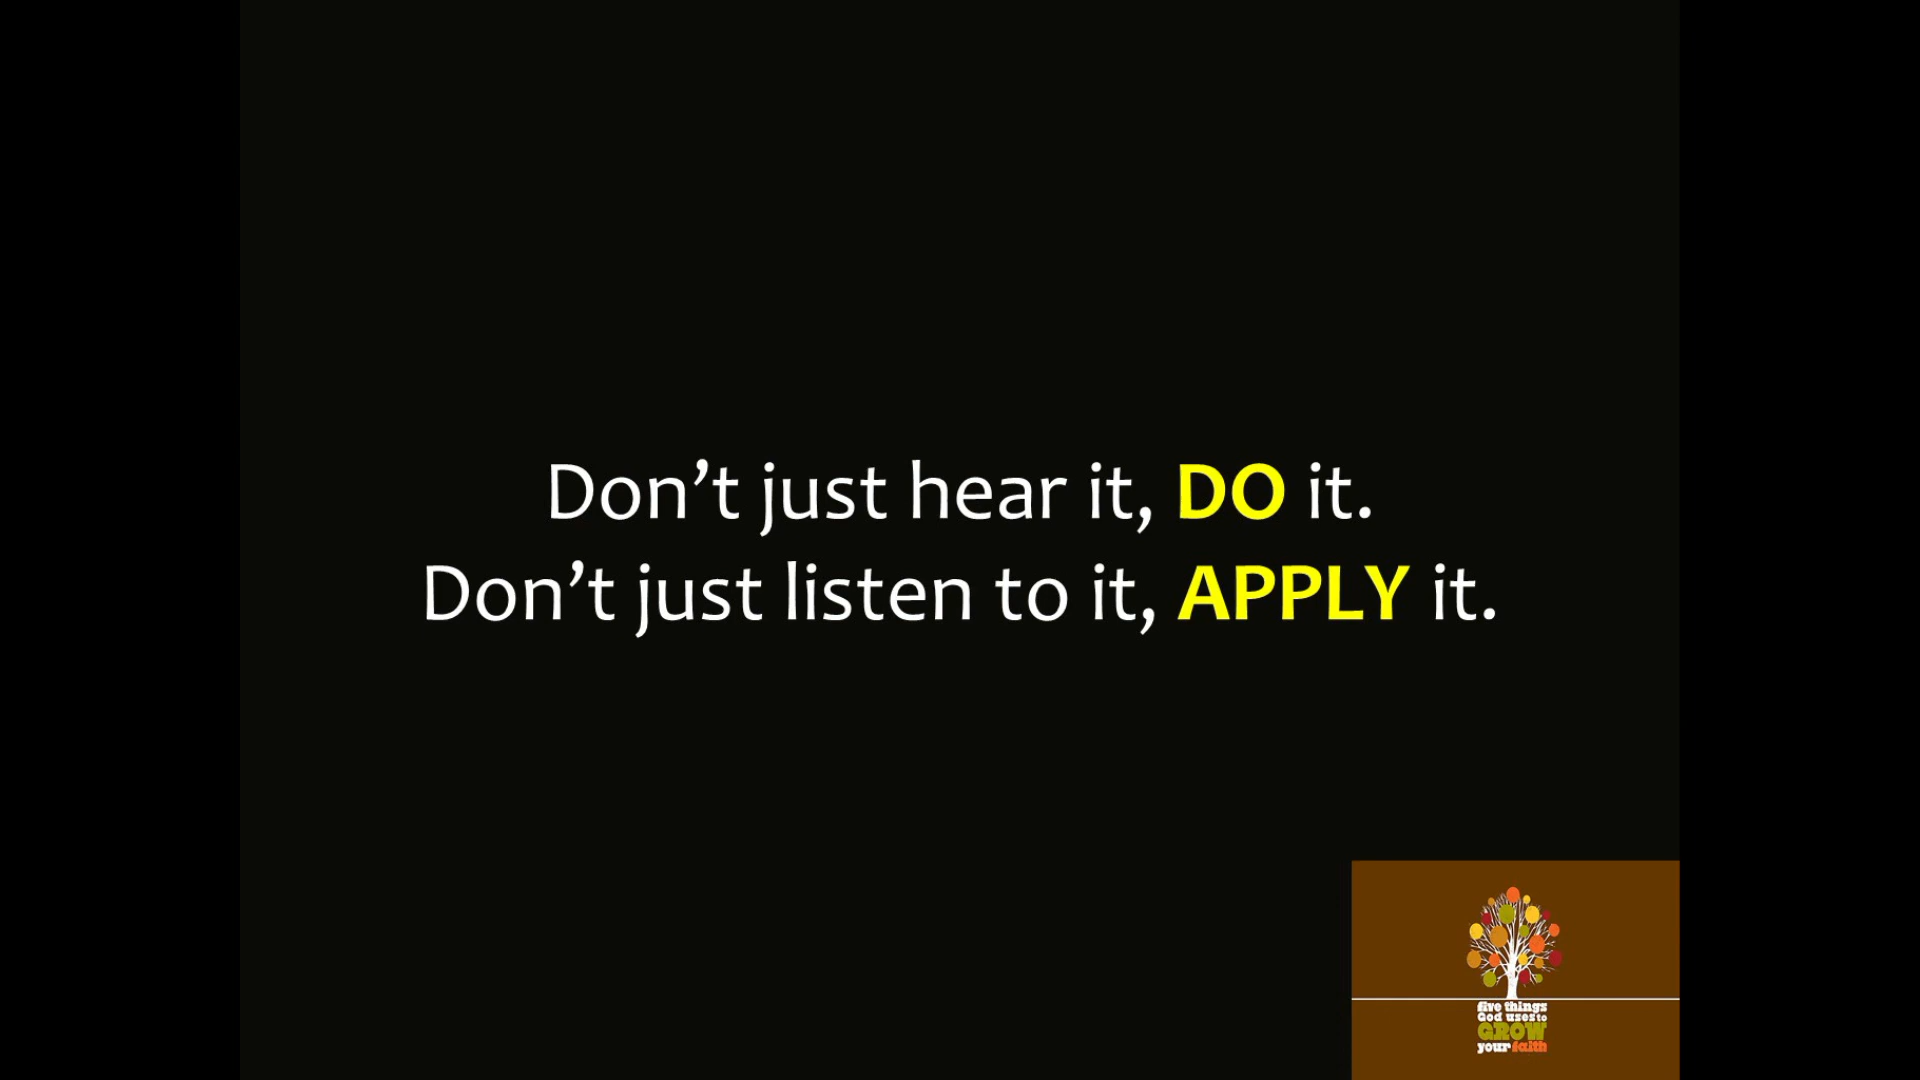 Don’t just hear it, DO it.
Don’t just listen to it, APPLY it.
five things
God uses to
GROW
your faith